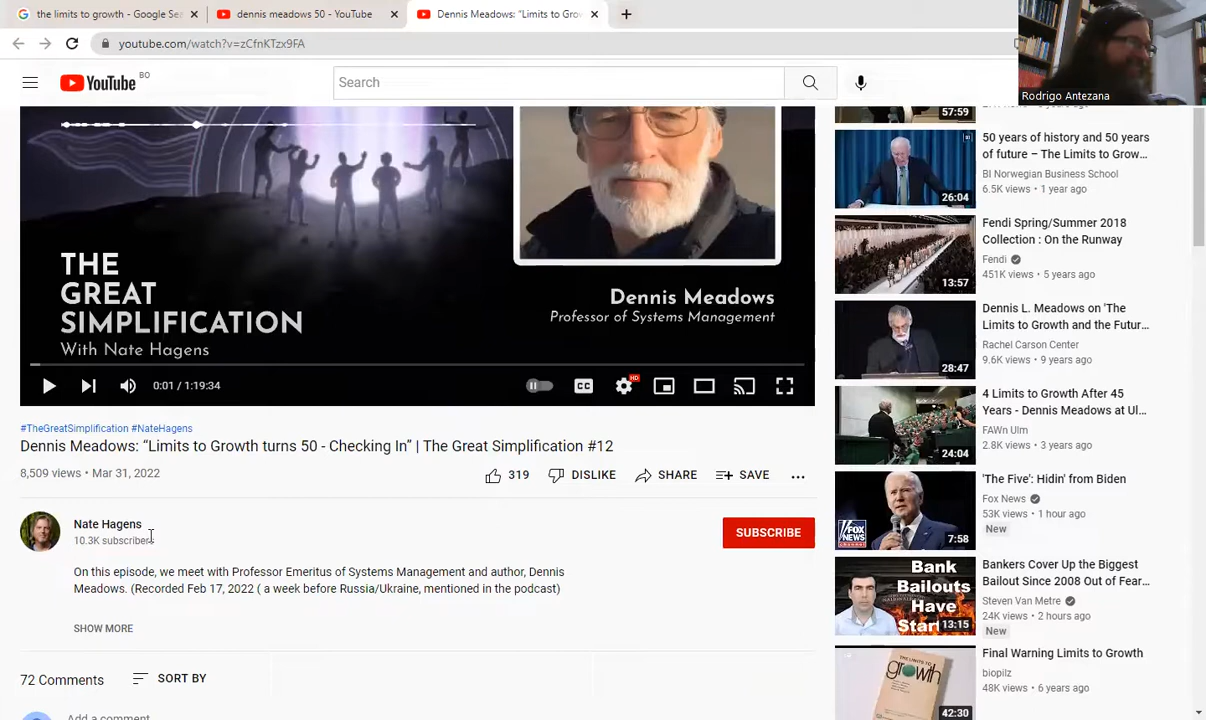 the limits to growth - Google Sea
dennis meadows 50 - YouTube
Dennis Meadows: “Limits to Grow
youtube.com/watch?v=zCfnKTzx9FA
Rodrigo Antezana
YouTube
BO
Search
THE
GREAT
SIMPLIFICATION
With Nate Hagens
Dennis Meadows
Professor of Systems Management
0:01 / 1:19:34
CC
HD
#TheGreatSimplification #NateHagens
Dennis Meadows: “Limits to Growth turns 50 - Checking In” | The Great Simplification #12
8,509 views • Mar 31, 2022
319
DISLIKE
SHARE
SAVE
Nate Hagens
10.3K subscribers
SUBSCRIBE
On this episode, we meet with Professor Emeritus of Systems Management and author, Dennis
Meadows. (Recorded Feb 17, 2022 ( a week before Russia/Ukraine, mentioned in the podcast)
SHOW MORE
72 Comments
SORT BY
Add a comment
57:59
50 years of history and 50 years
of future – The Limits to Grow...
BI Norwegian Business School
6.5K views • 1 year ago
26:04
Fendi Spring/Summer 2018
Collection : On the Runway
Fendi
451K views • 5 years ago
13:57
Dennis L. Meadows on 'The
Limits to Growth and the Futur...
Rachel Carson Center
9.6K views • 9 years ago
28:47
4 Limits to Growth After 45
Years - Dennis Meadows at Ul...
FAWn Ulm
2.8K views • 3 years ago
24:04
'The Five': Hidin' from Biden
Fox News
53K views • 1 hour ago
New
FOX
NEWS
channel
7:58
Bankers Cover Up the Biggest
Bailout Since 2008 Out of Fear...
Steven Van Metre
24K views • 2 hours ago
New
Bank
Bailouts
Have
Start
13:15
Final Warning Limits to Growth
biopilz
48K views • 6 years ago
THE LIMITS TO
growth
42:30